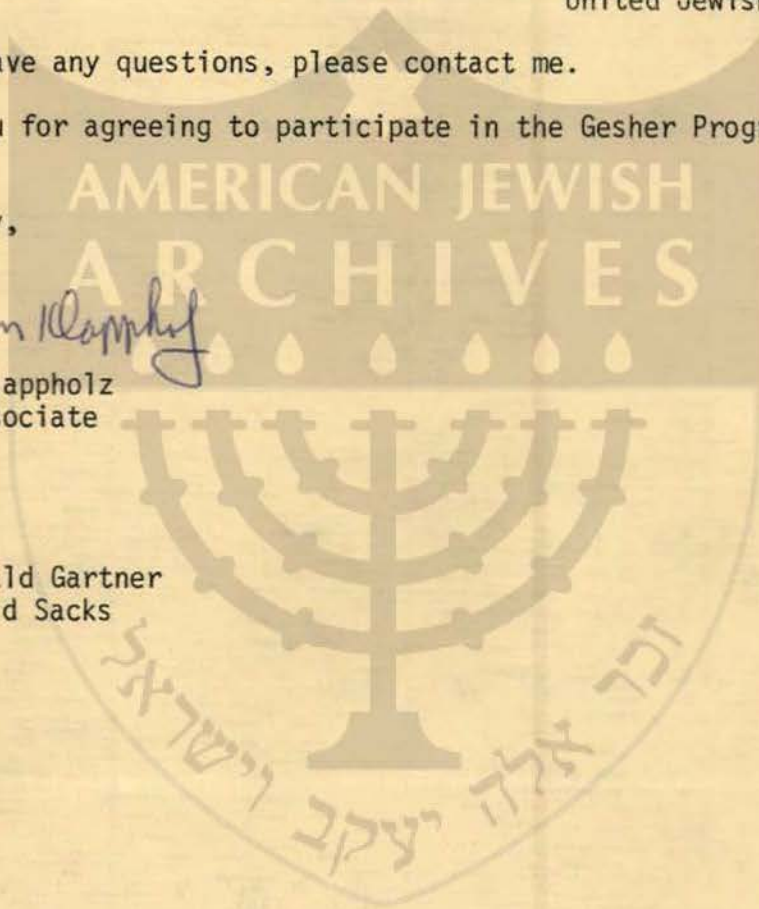 United Jewis
ave any questions, please contact me.
u for agreeing to participate in the Gesher Prog
AMERICAN JEWISH
ARCHIVES
,
appholz
ociate
ld Gartner
d Sacks
זכר אלה יעקב וישראל